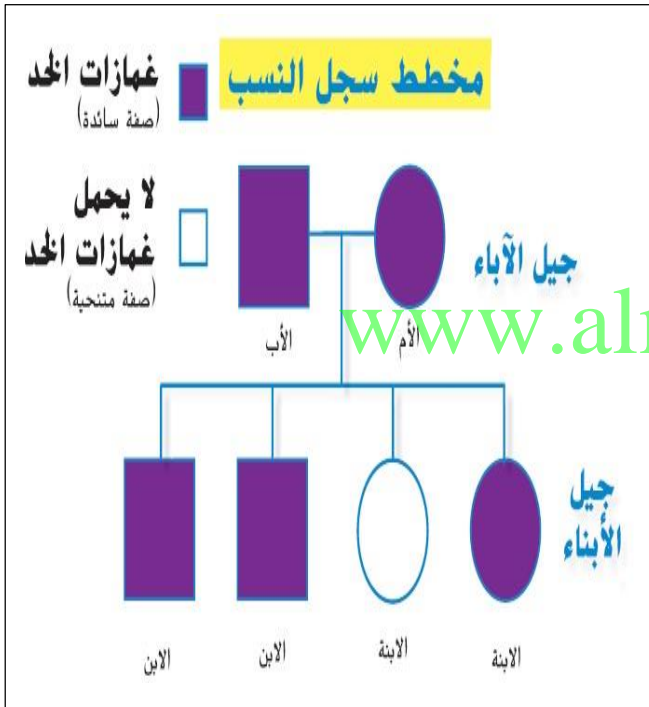 مخطط سجل النسب
غمازات الخد
(صفة سائدة)
لا يحمل
غمازات الخد
(صفة متنحية)
جيل الآباء
الأم
الأب
www.alm
جيل
الأبناء
الابنة
الابنة
الابن
الابن